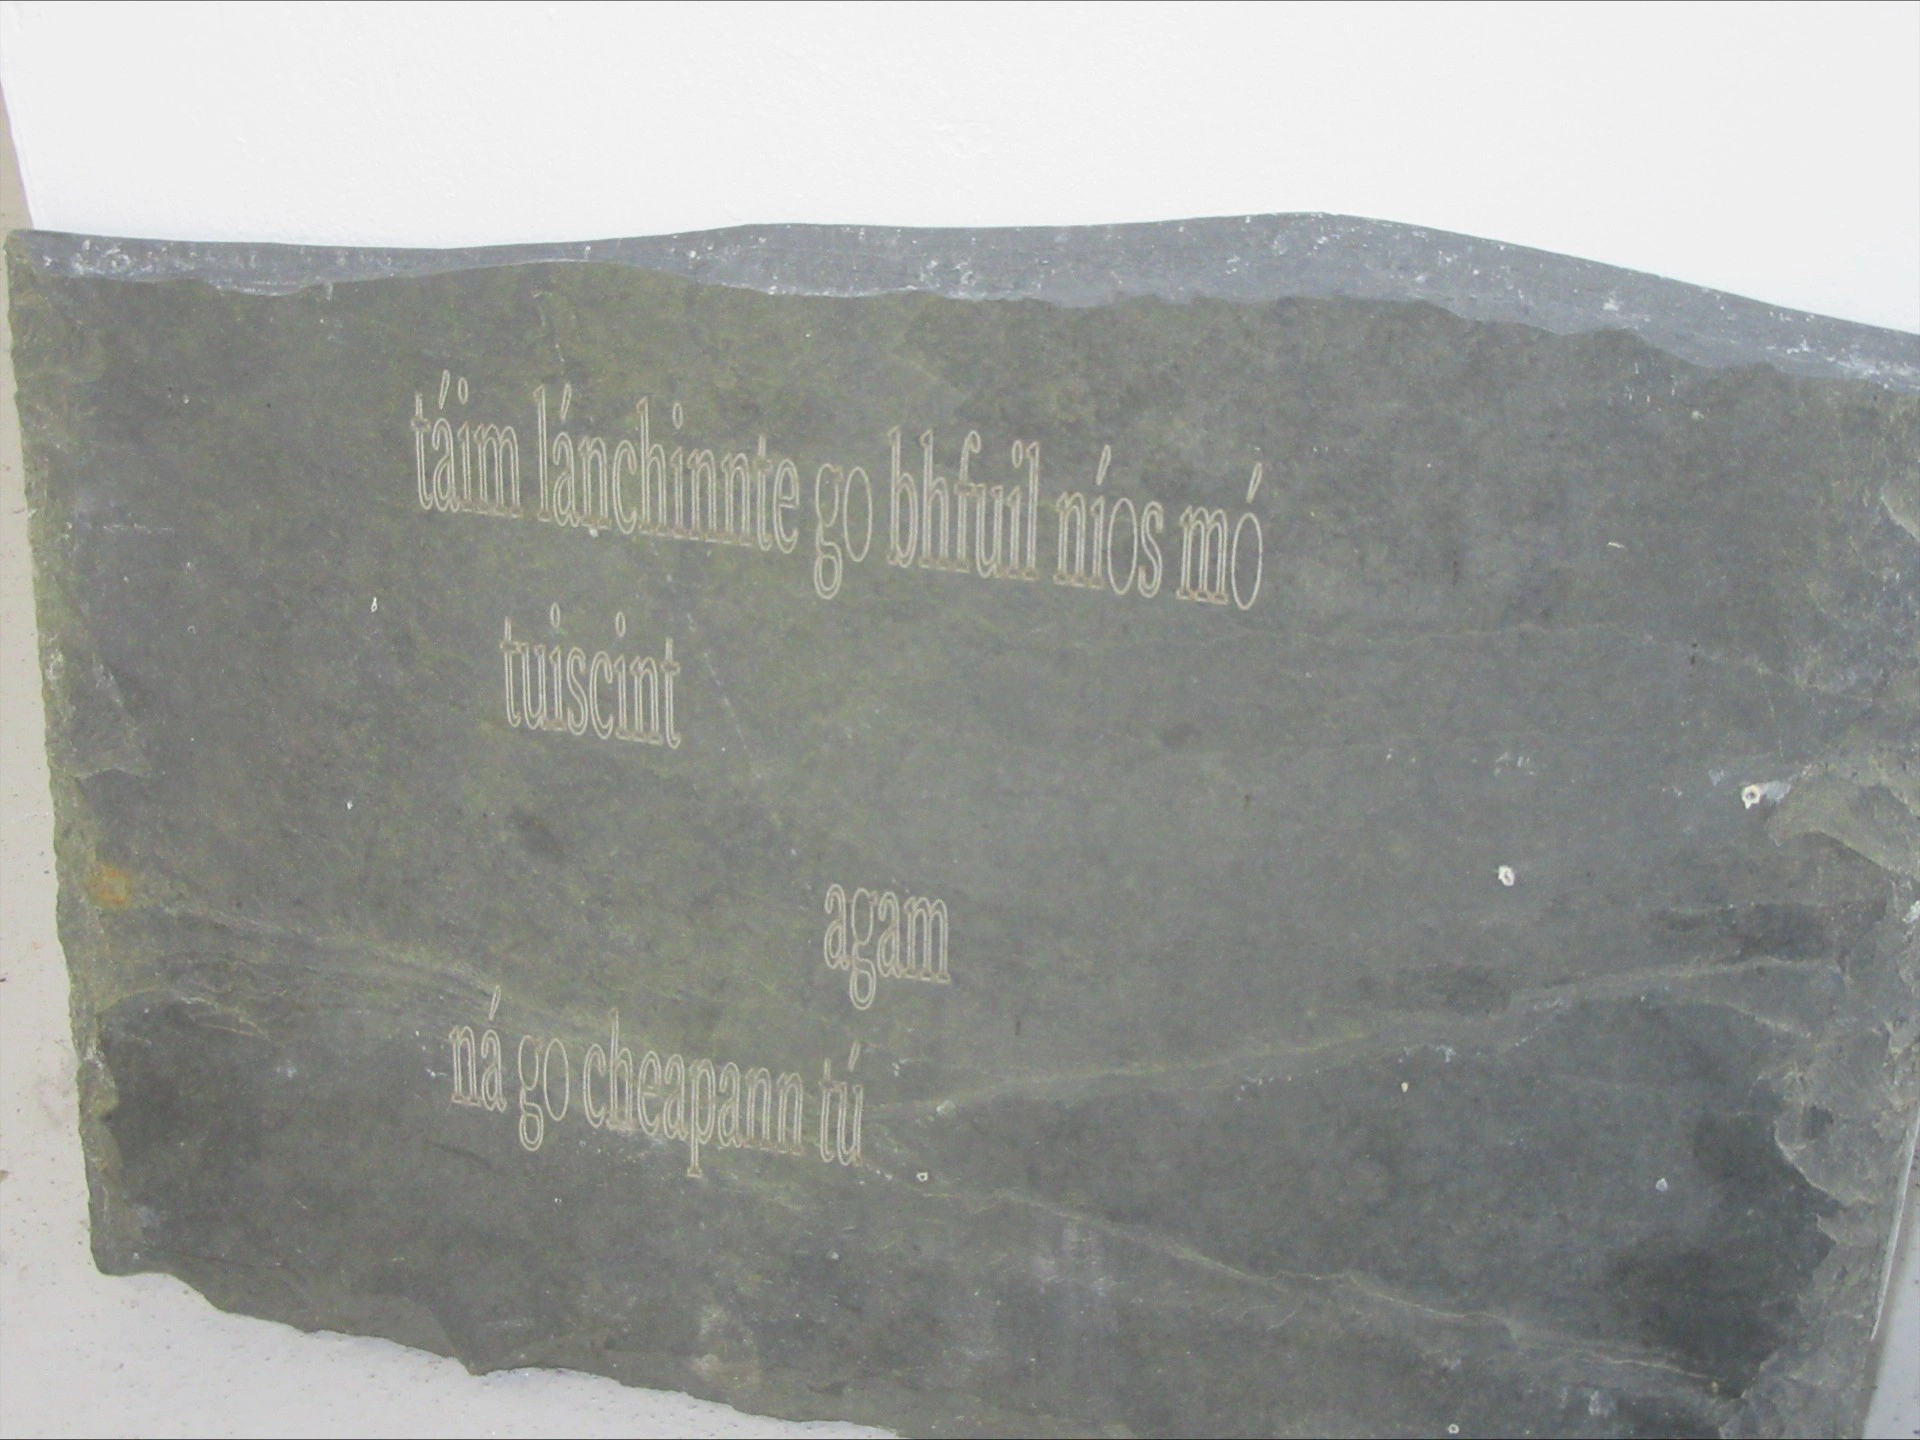 táim lánchinnte go bhfuil níos mó
tuiscint
agam
ná go cheapann tú